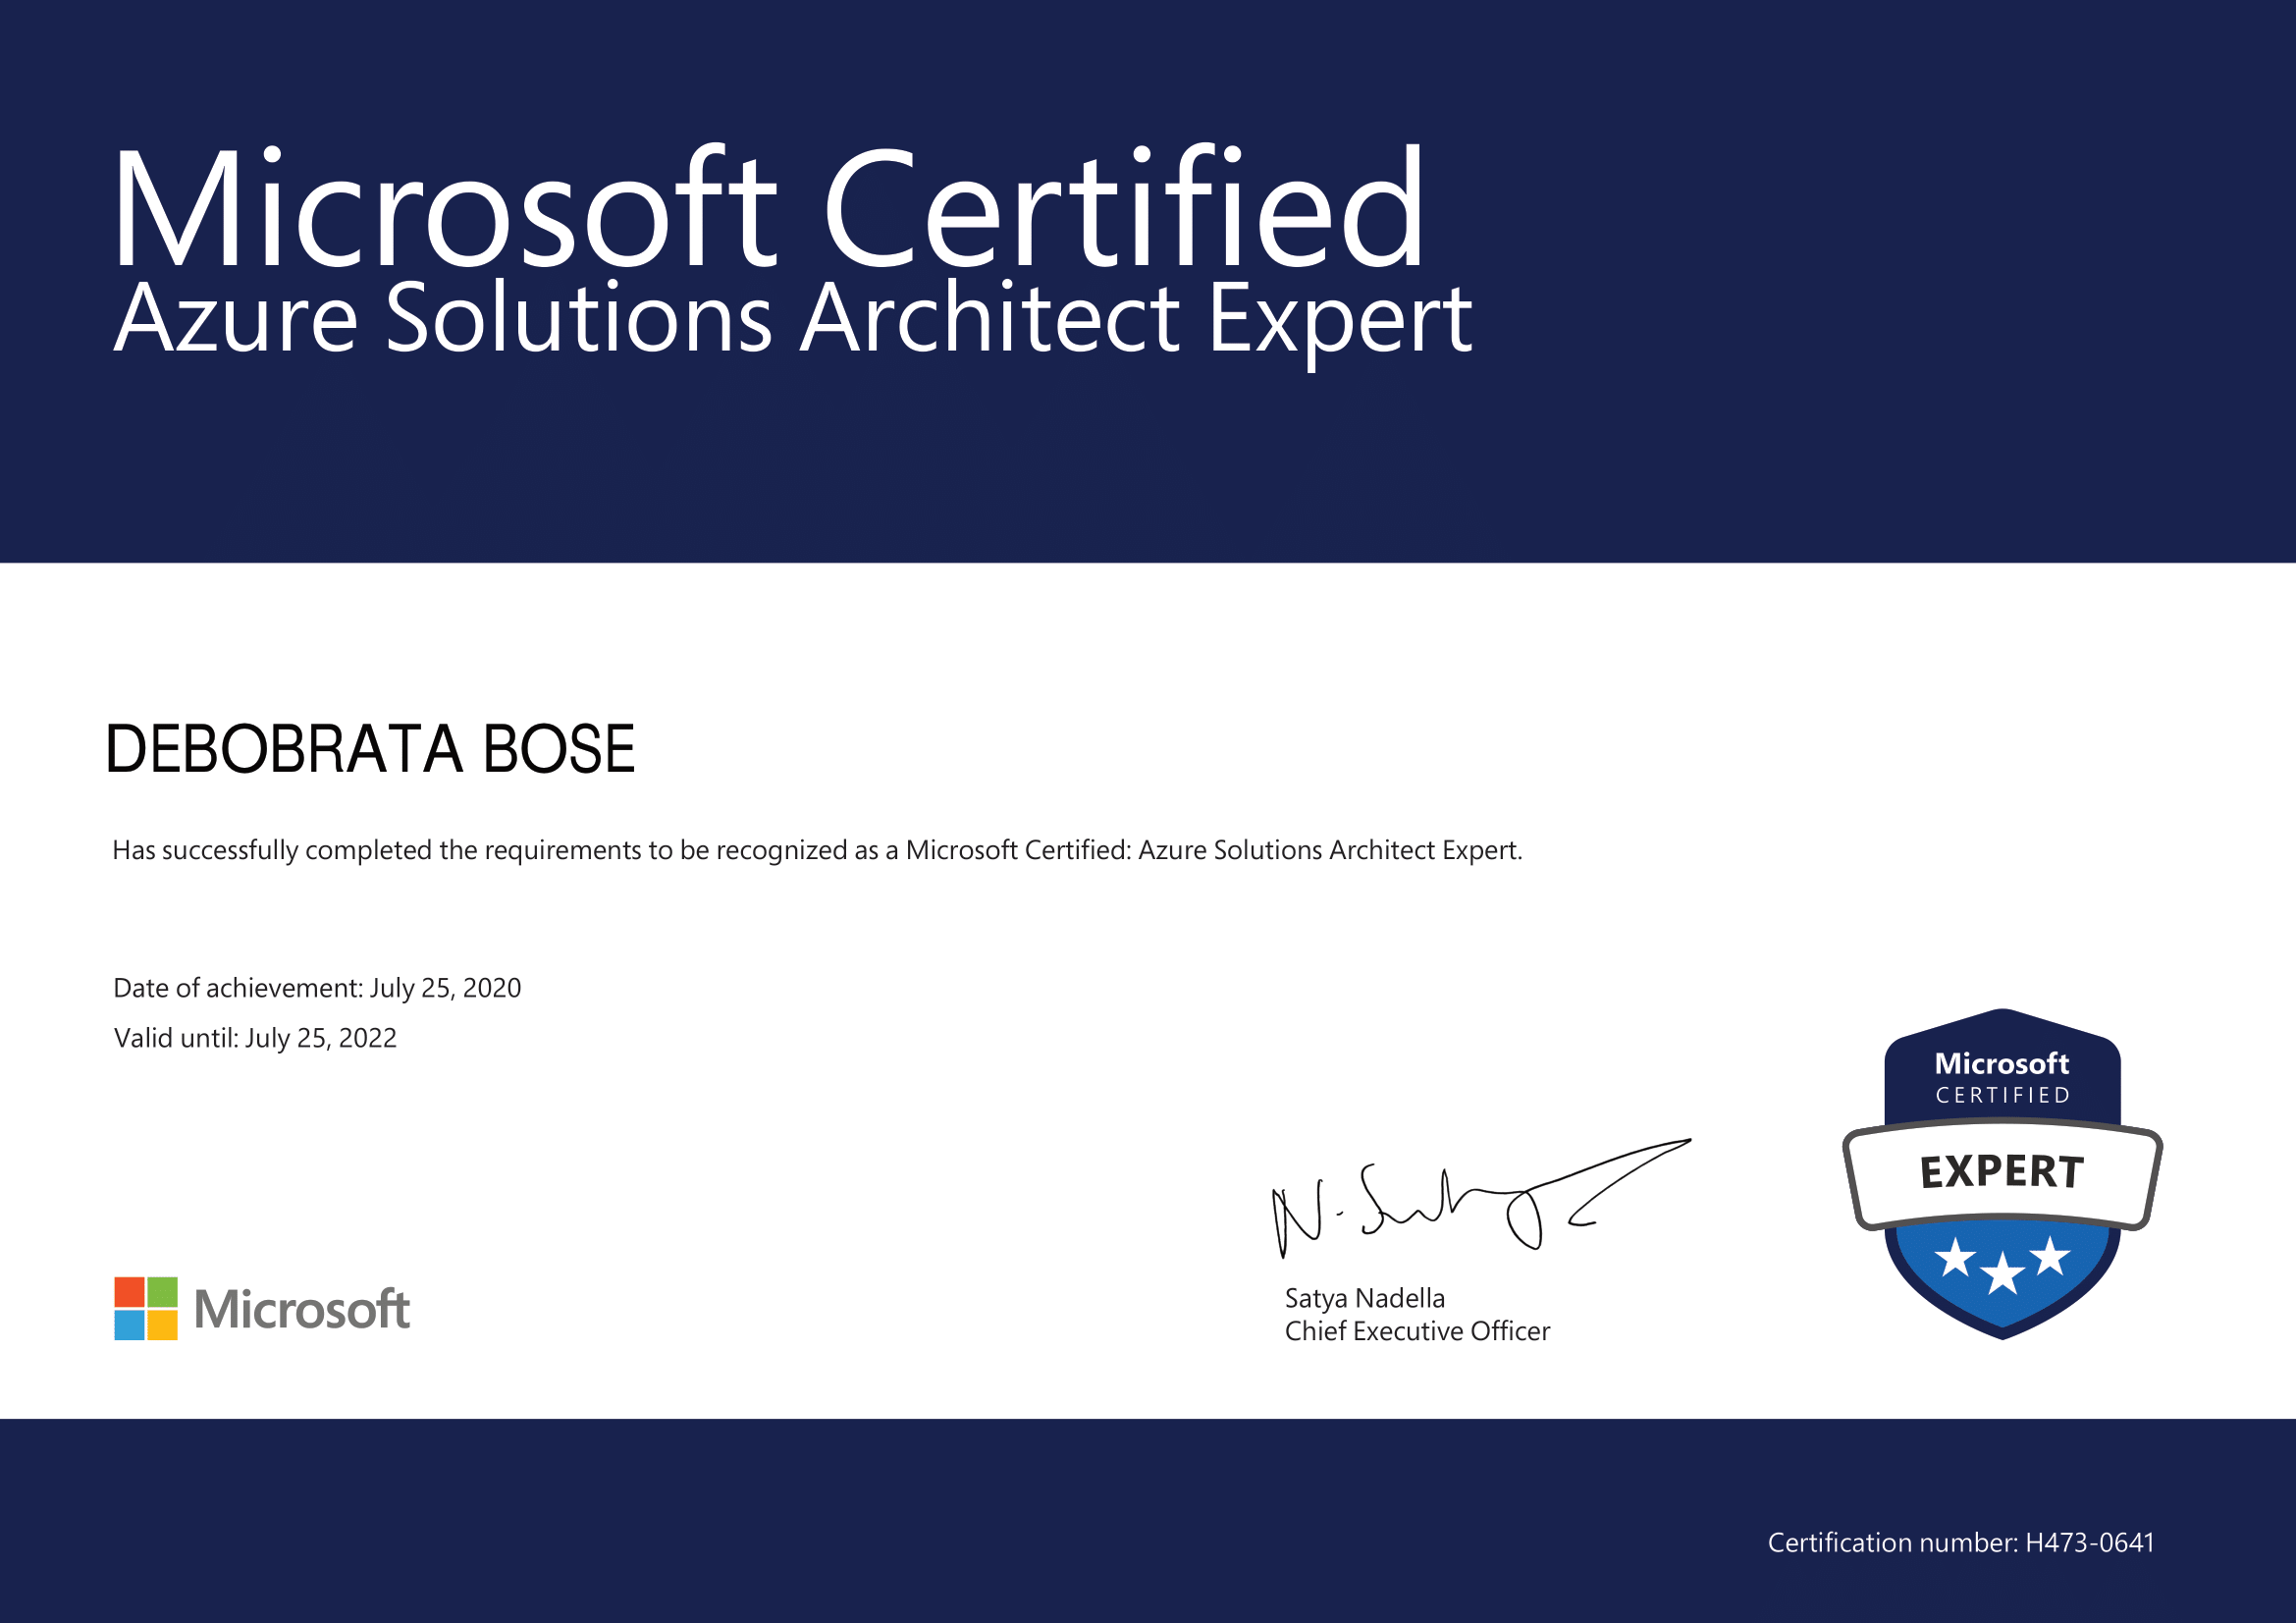 Microsoft Certified
Azure Solutions Architect Expert
DEBOBRATA BOSE
Has successfully completed the requirements to be recognized as a Microsoft Certified: Azure Solutions Architect Expert.
Date of achievement: July 25, 2020
Valid until: July 25, 2022
Microsoft
CERTIFIED
EXPERT
N. Satya
Microsoft
Satya Nadella
Chief Executive Officer
Certification number: H473-0641